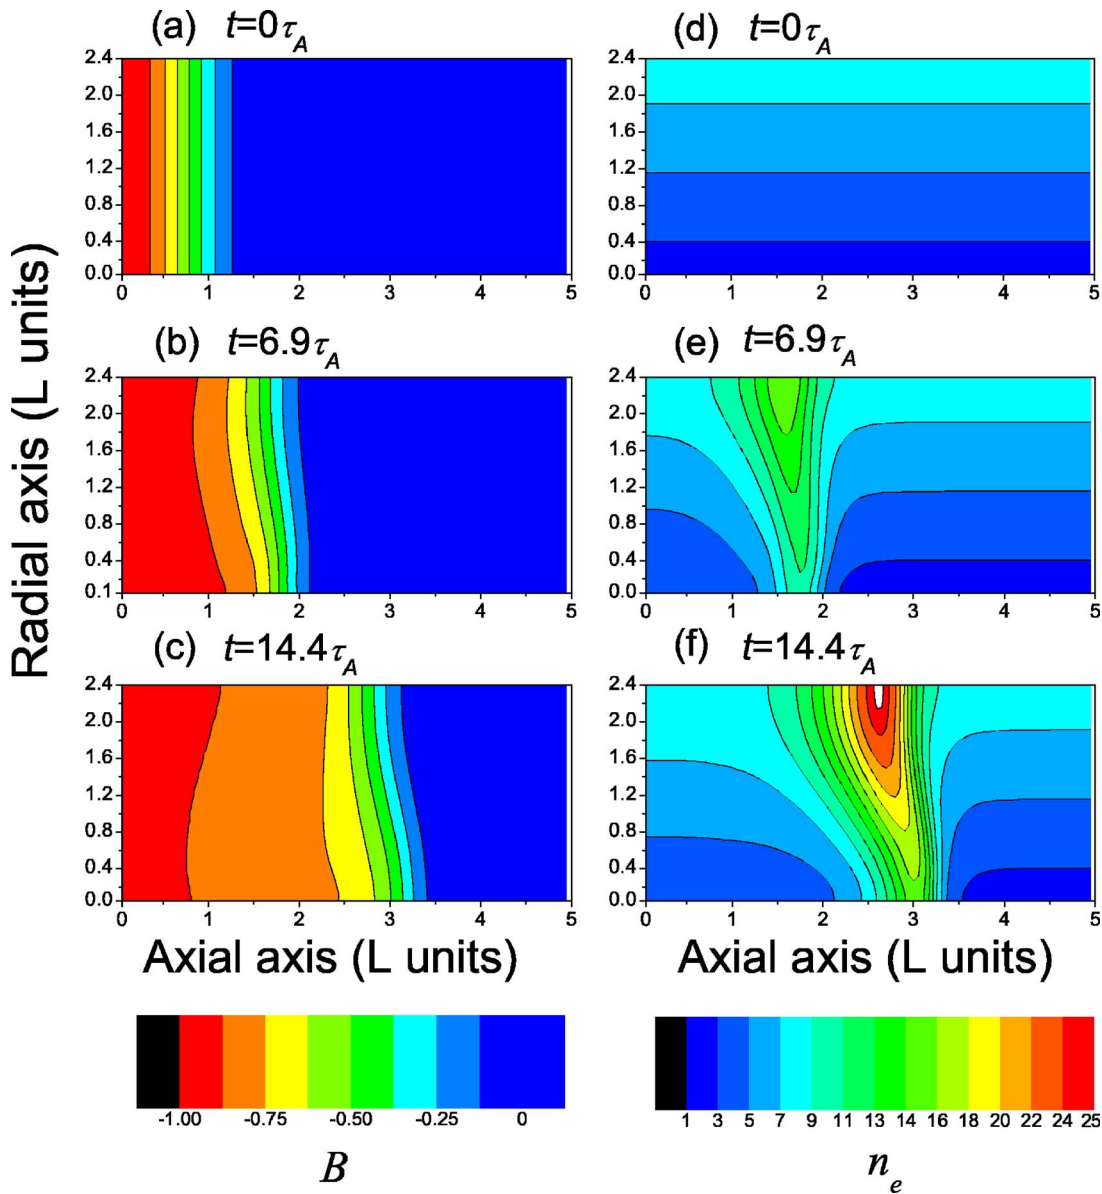 (a) t=0τA
(d) t=0τA
Radial axis (L units)
2.4
2.0
1.6
1.2
0.8
0.4
0.0
0 1 2 3 4 5
2.4
2.0
1.6
1.2
0.8
0.4
0.0
0 1 2 3 4 5
(b) t=6.9τA
(e) t=6.9τA
2.4
2.0
1.6
1.2
0.8
0.4
0.1
0 1 2 3 4 5
2.4
2.0
1.6
1.2
0.8
0.4
0.0
0 1 2 3 4 5
(c) t=14.4τA
(f) t=14.4τA
2.4
2.0
1.6
1.2
0.8
0.4
0.0
0 1 2 3 4 5
2.4
2.0
1.6
1.2
0.8
0.4
0.0
0 1 2 3 4 5
Axial axis (L units)
Axial axis (L units)
-1.00 -0.75 -0.50 -0.25 0
B
1 3 5 7 9 11 13 14 16 18 20 22 24 25
ne